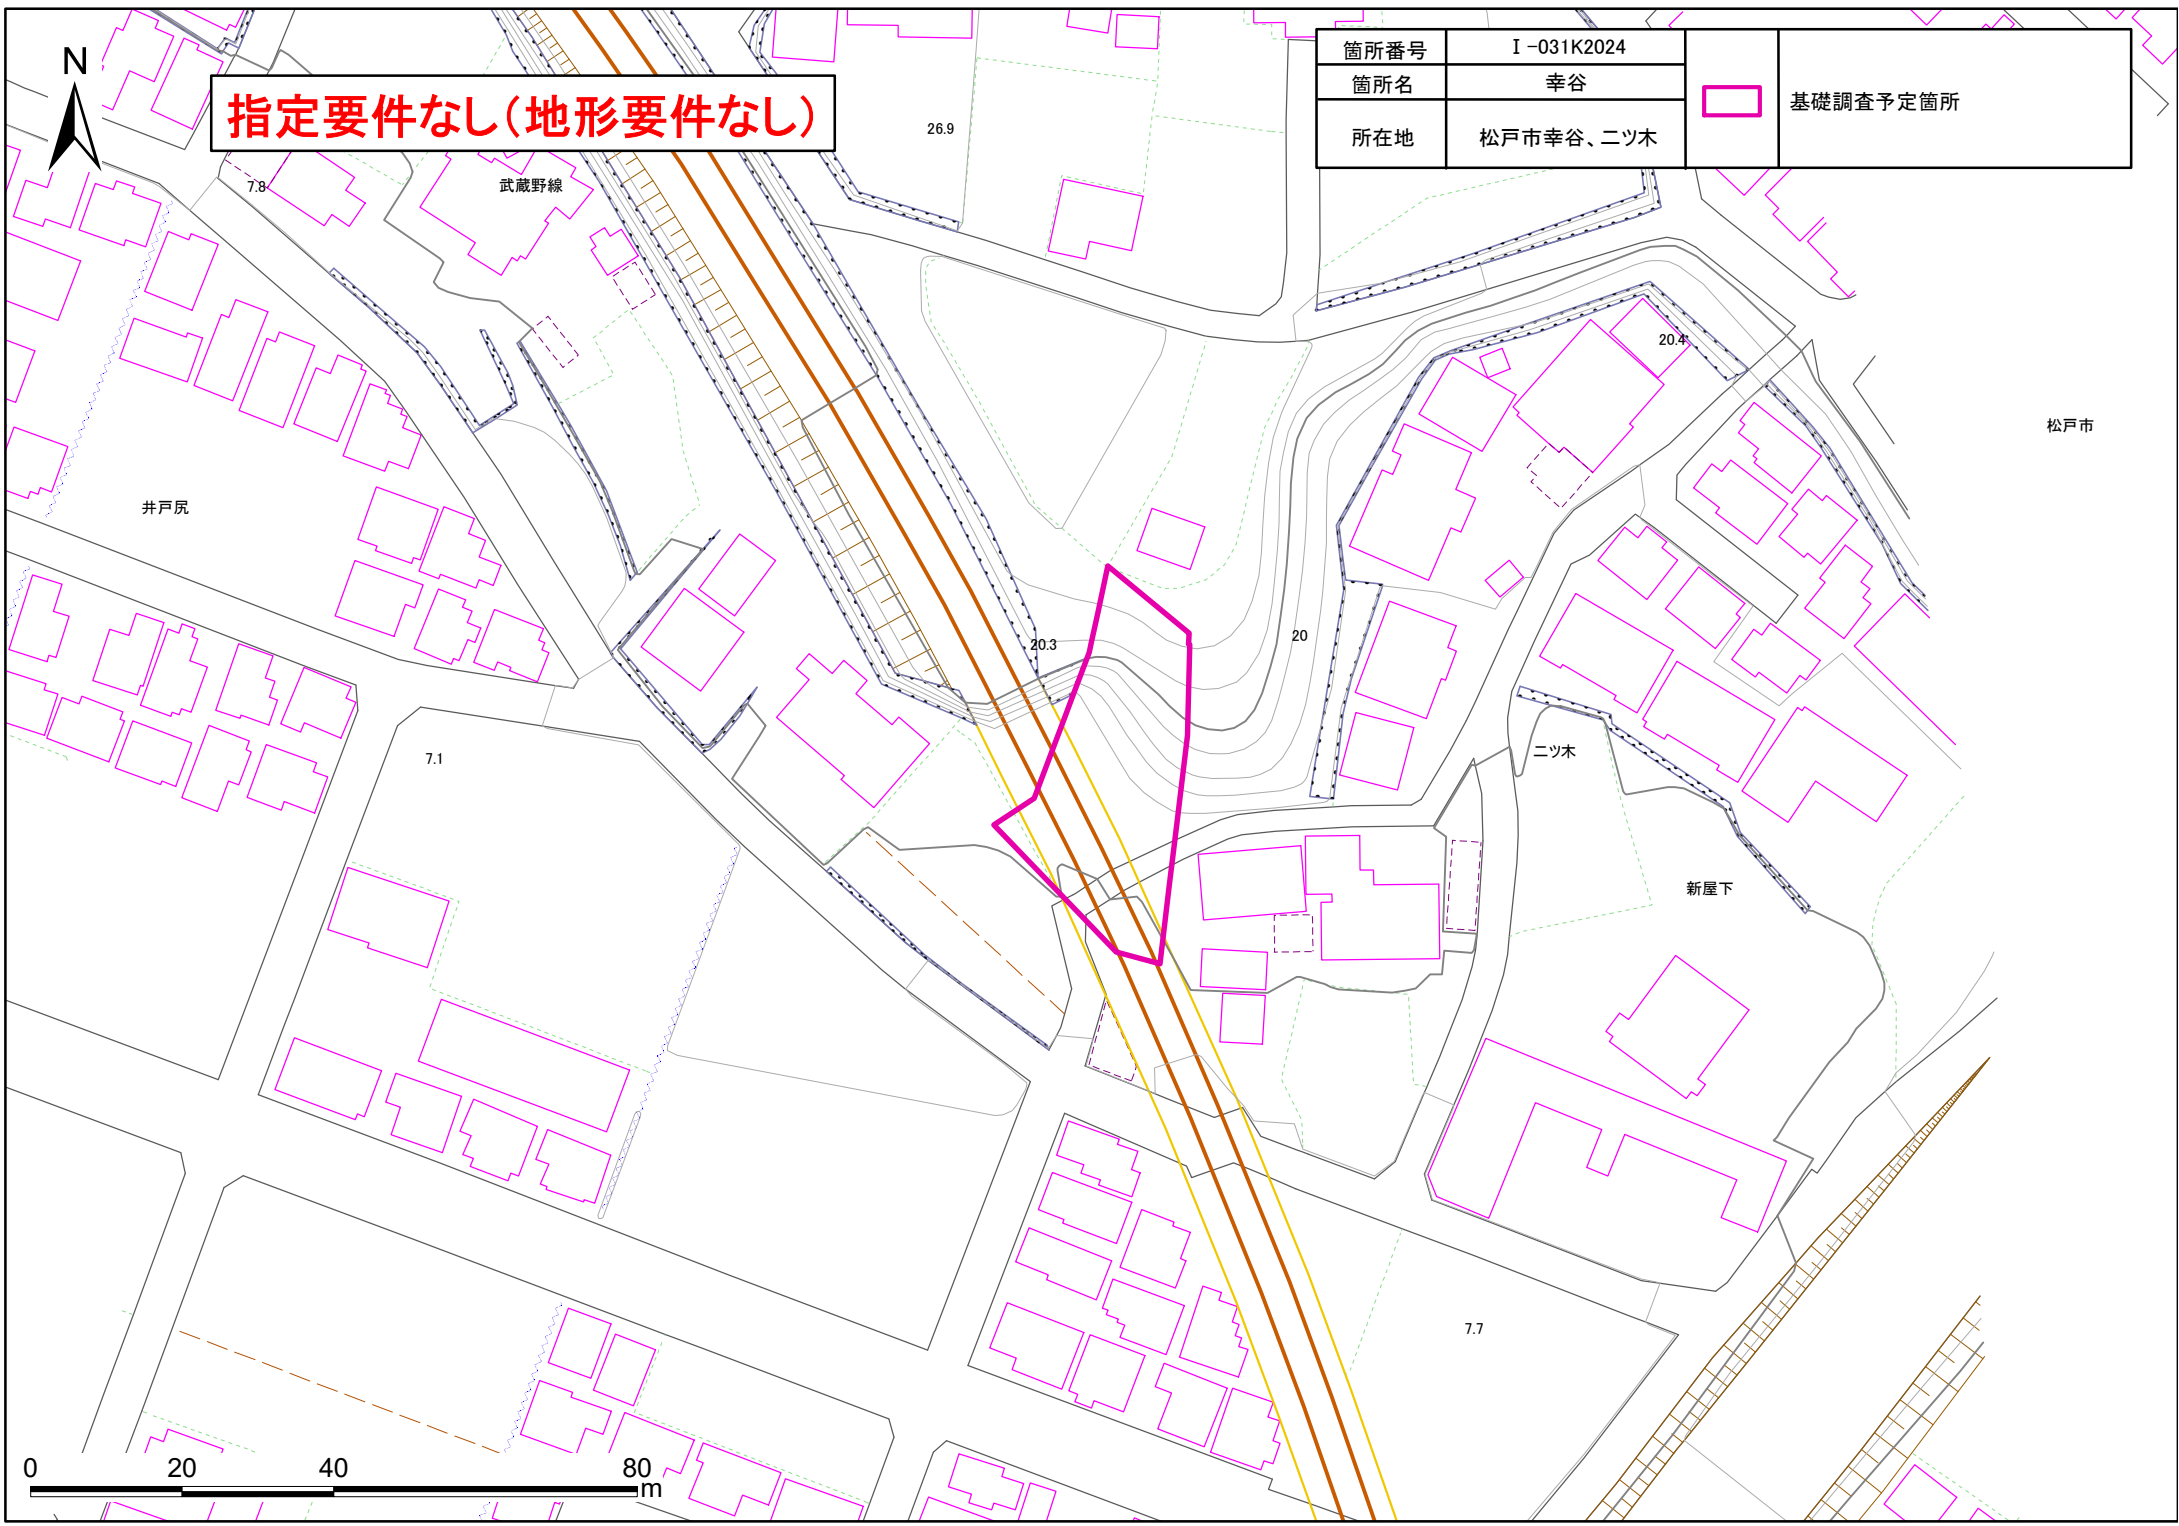 N
指定要件なし(地形要件なし)
箇所番号 Ⅰ-031K2024
箇所名 幸谷
所在地 松戸市幸谷、二ツ木
基礎調査予定箇所
26.9
7.8
武蔵野線
20.4
松戸市
井戸尻
20.3
20
7.1
二ツ木
新屋下
7.7
0 20 40 80
m